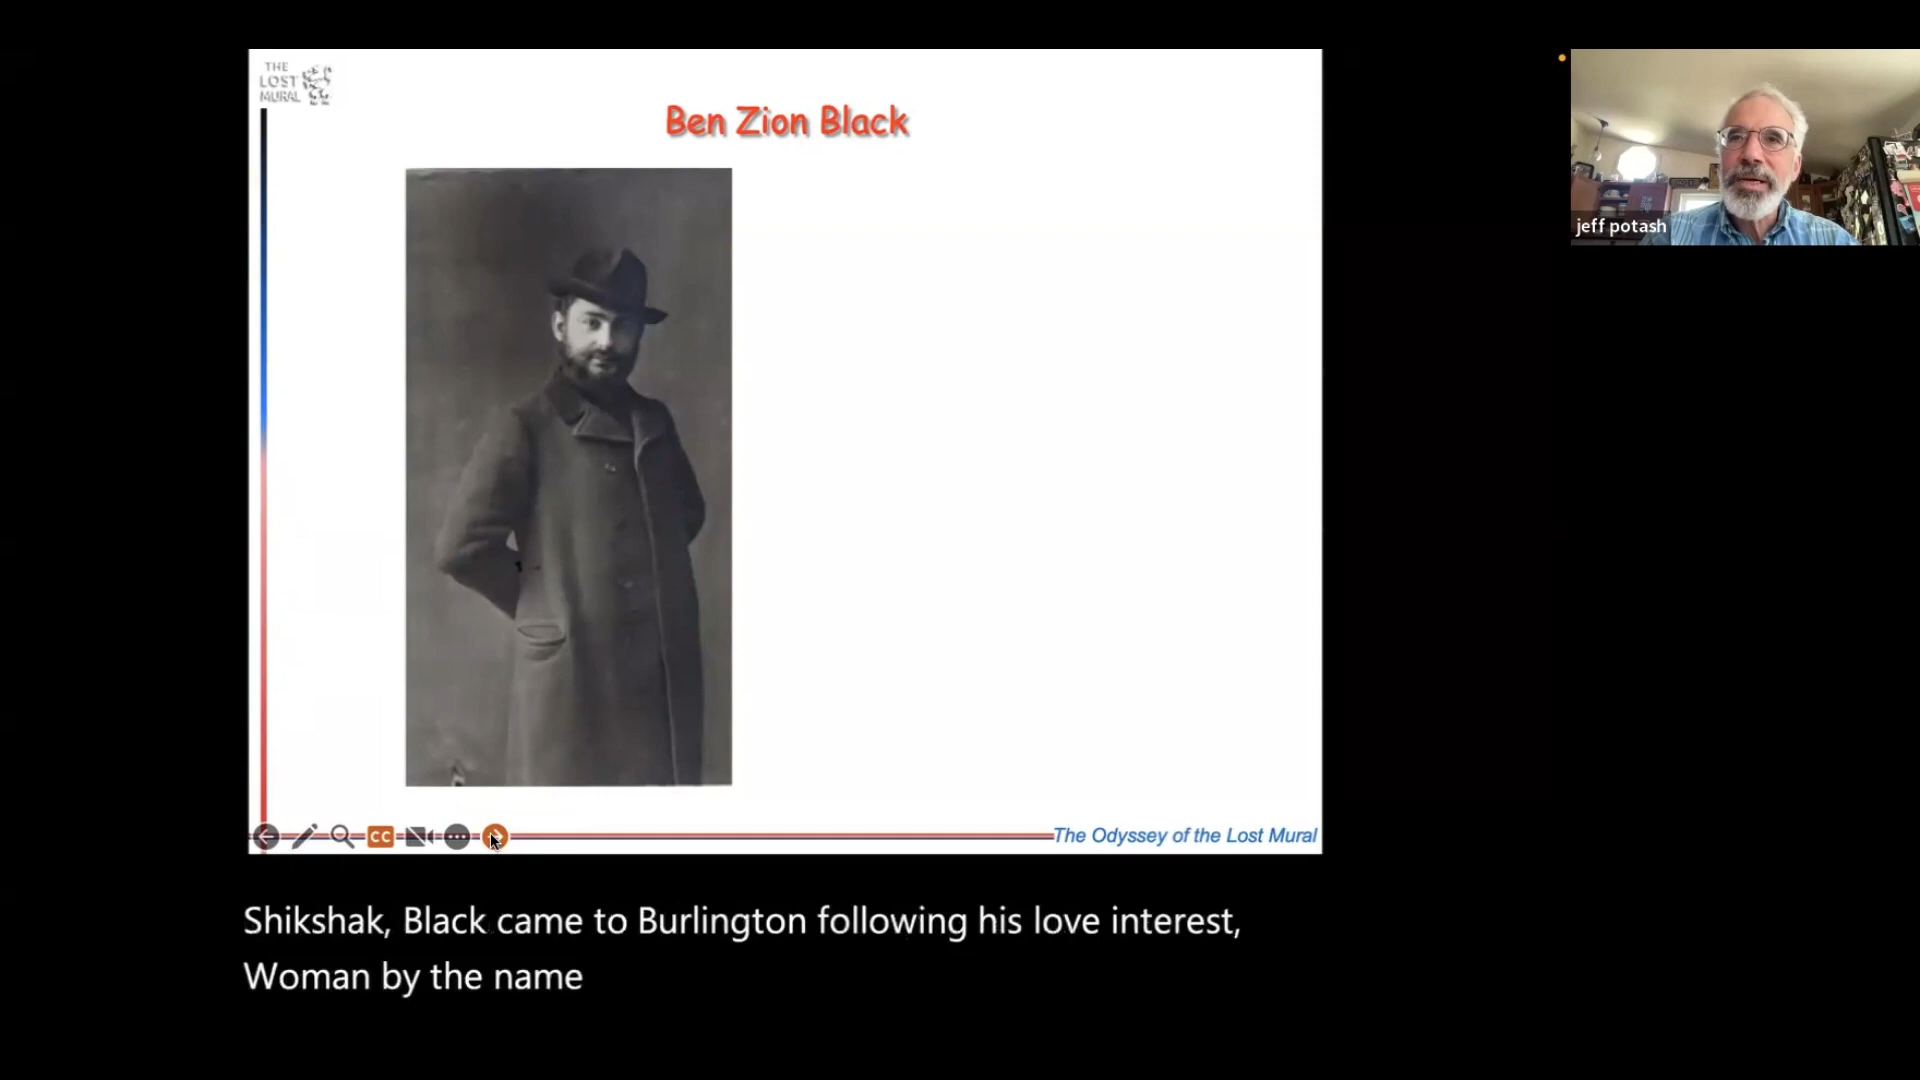 THE
LOST
MURAL
Ben Zion Black
jeff potash
CC
The Odyssey of the Lost Mural
Shikshak, Black came to Burlington following his love interest,
Woman by the name